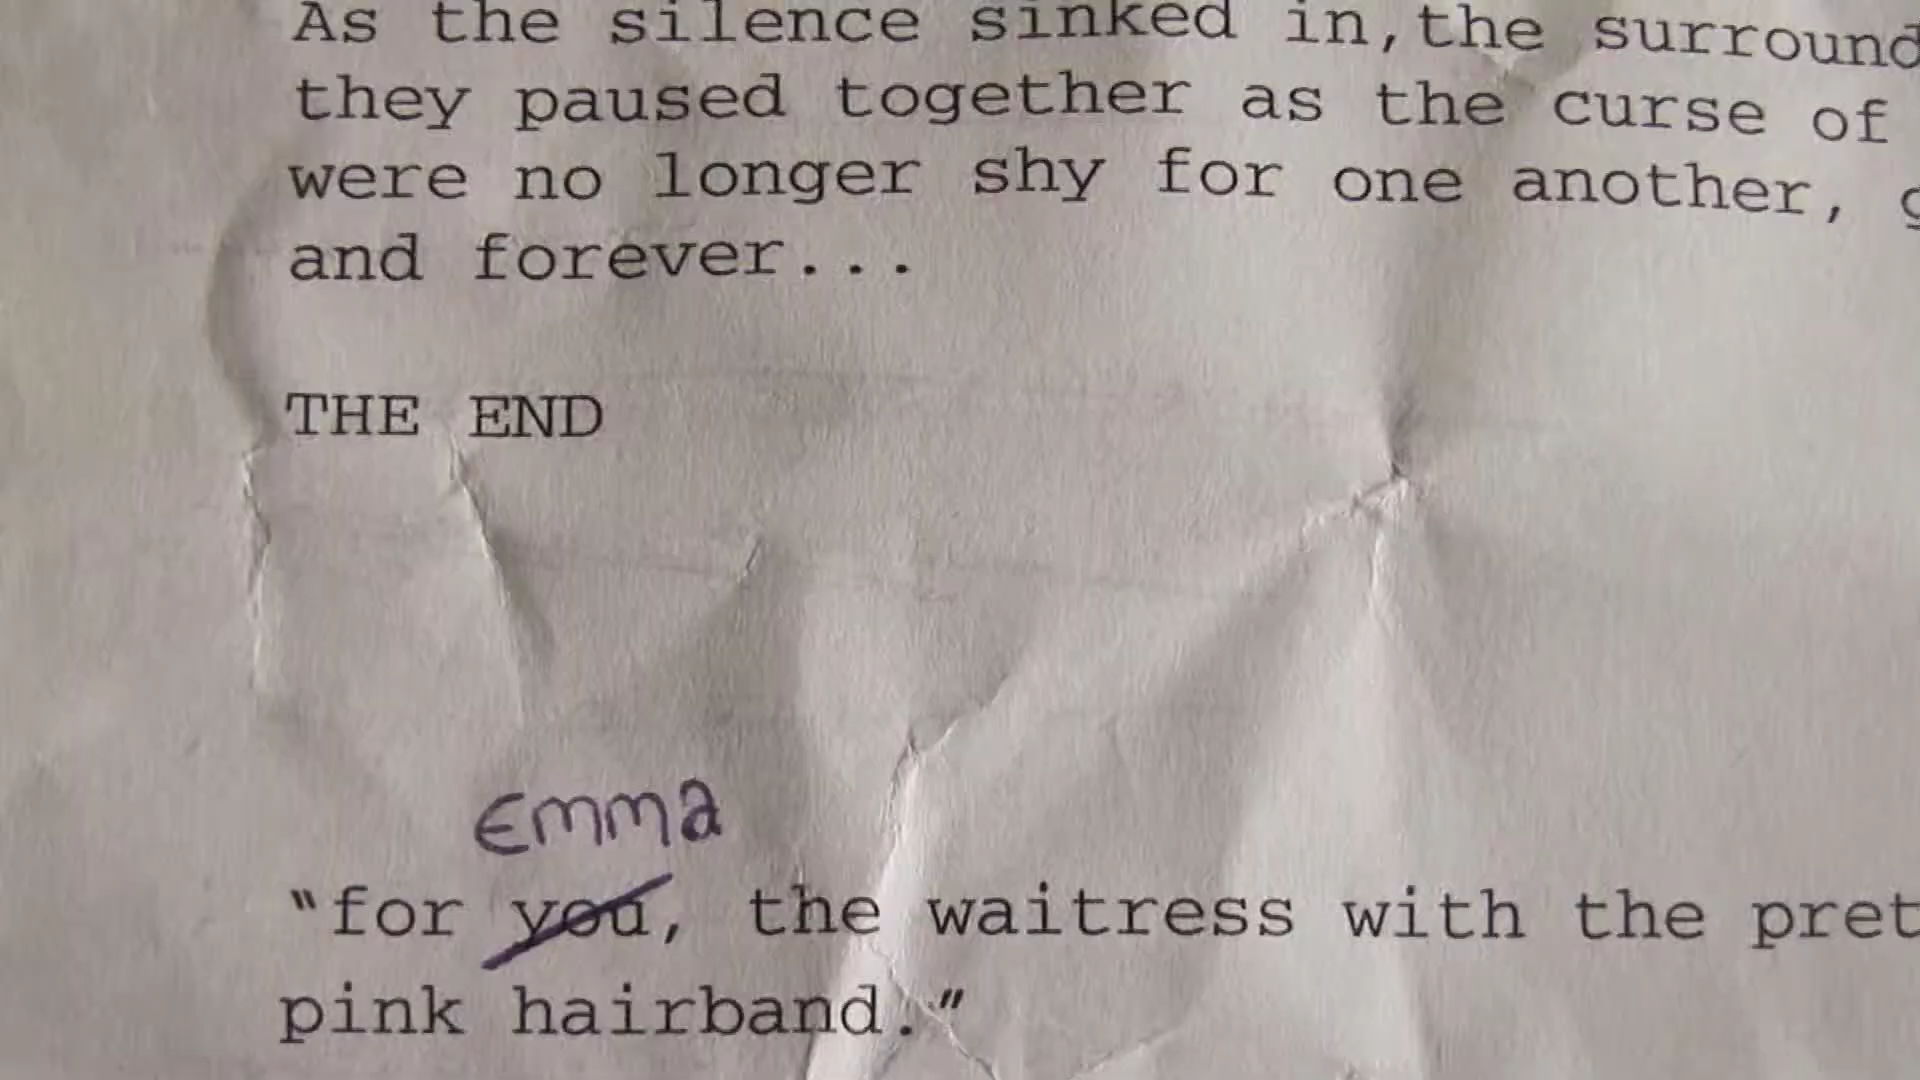 As the silence sinked in, the surround
they paused together as the curse of
were no longer shy for one another,
and forever...
THE END
Emma
"for you, the waitress with the pret
pink hairband."